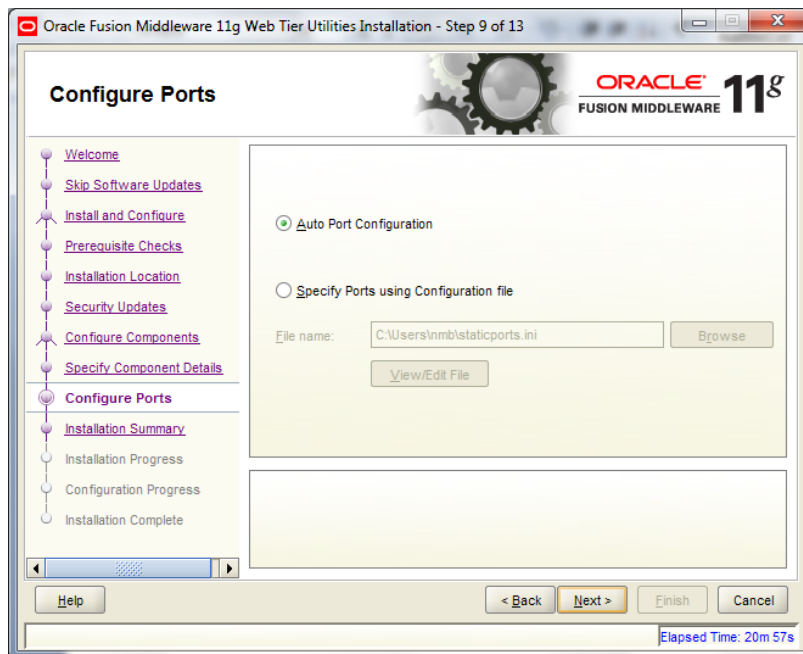 Oracle Fusion Middleware 11g Web Tier Utilities Installation - Step 9 of 13
Configure Ports
ORACLE
FUSION MIDDLEWARE 11g
Welcome
Skip Software Updates
Install and Configure
Prerequisite Checks
Installation Location
Security Updates
Configure Components
Specify Component Details
Configure Ports
Installation Summary
Installation Progress
Configuration Progress
Installation Complete
Auto Port Configuration
Specify Ports using Configuration file
File name: C:\Users\nmb\staticports.ini Browse
View/Edit File
Help < Back Next > Finish Cancel
Elapsed Time: 20m 57s